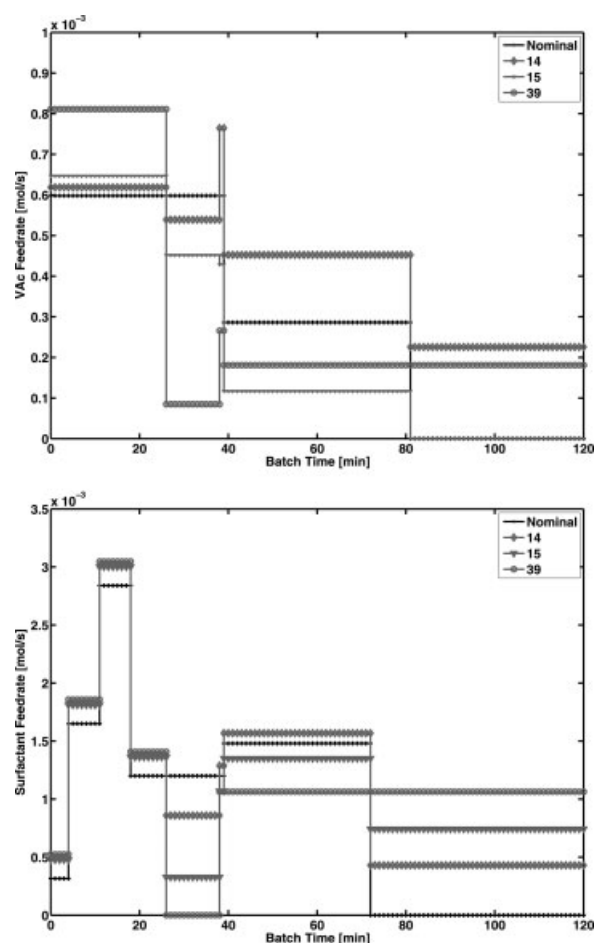 x 10⁻³
1
0.9
0.8
0.7
0.6
0.5
0.4
0.3
0.2
0.1
0
VAc Feedrate [mol/s]
Nominal
14
15
39
0 20 40 60 80 100 120
Batch Time [min]
x 10⁻³
3.5
3
2.5
2
1.5
1
0.5
0
Surfactant Feedrate [mol/s]
Nominal
14
15
39
0 20 40 60 80 100 120
Batch Time [min]